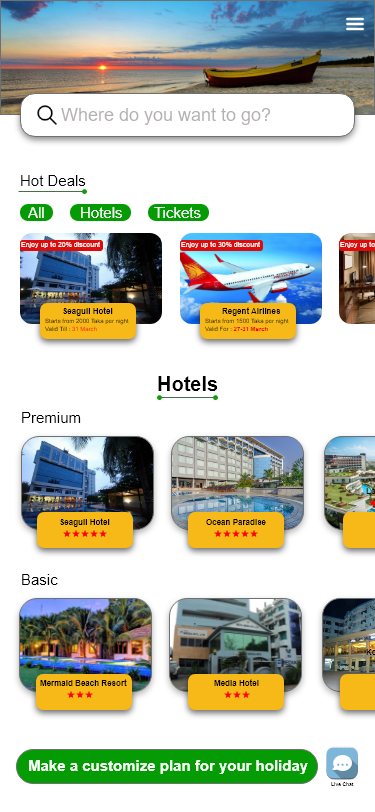 Where do you want to go?
Hot Deals
All Hotels Tickets
Enjoy up to 20% discount
Enjoy up to 30% discount
Enjoy up to
Seagull Hotel
Starts from 2000 Taka per night
Valid Till : 31 March
Regent Airlines
Starts from 1500 Taka per night
Valid For : 27-31 March
Hotels
Premium
Seagull Hotel
Ocean Paradise
Basic
Mermaid Beach Resort
Media Hotel
Make a customize plan for your holiday
Live Chat